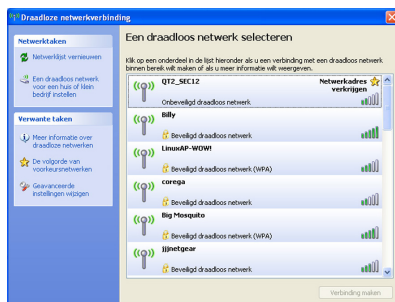 Draadloze netwerkverbinding
Netwerktaken
Netwerklijst vernieuwen
Een draadloos netwerk
voor een huis of klein
bedrijf instellen
Verwante taken
Meer informatie over
draadloze netwerken
De volgorde van
voorkeursnetwerken
Geavanceerde
instellingen wijzigen
Een draadloos netwerk selecteren
Klik op een onderdeel in de lijst hieronder als u een verbinding met een draadloos netwerk
binnen bereik wilt maken of als u meer informatie wilt weergeven.
QT2_SEC12
Netwerkadres
verkrijgen
Onbeveiligd draadloos netwerk
Billy
Beveiligd draadloos netwerk
LinuxAP-WOW!
Beveiligd draadloos netwerk (WPA)
corega
Beveiligd draadloos netwerk
Big Mosquito
Beveiligd draadloos netwerk (WPA)
jjjnetgear
Beveiligd draadloos netwerk
Verbinding maken